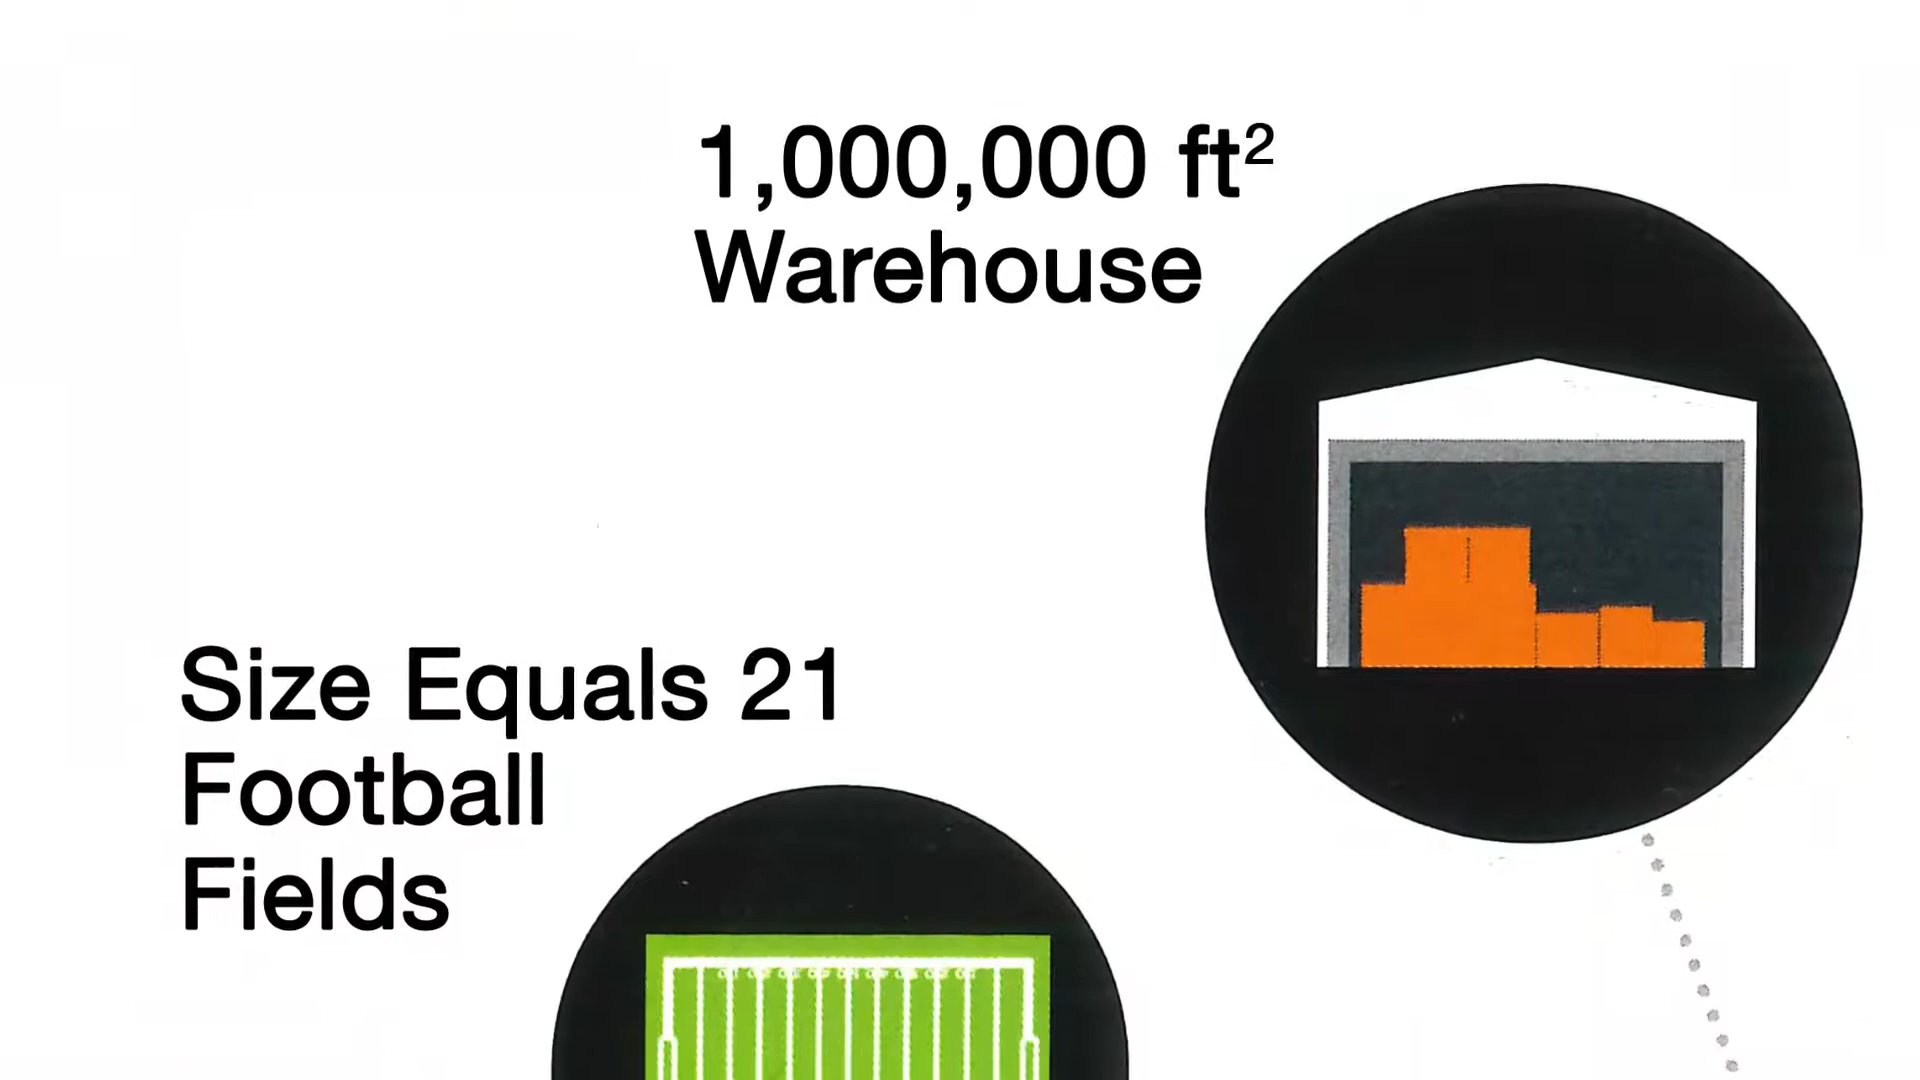 1,000,000 ft²
Warehouse
Size Equals 21
Football
Fields